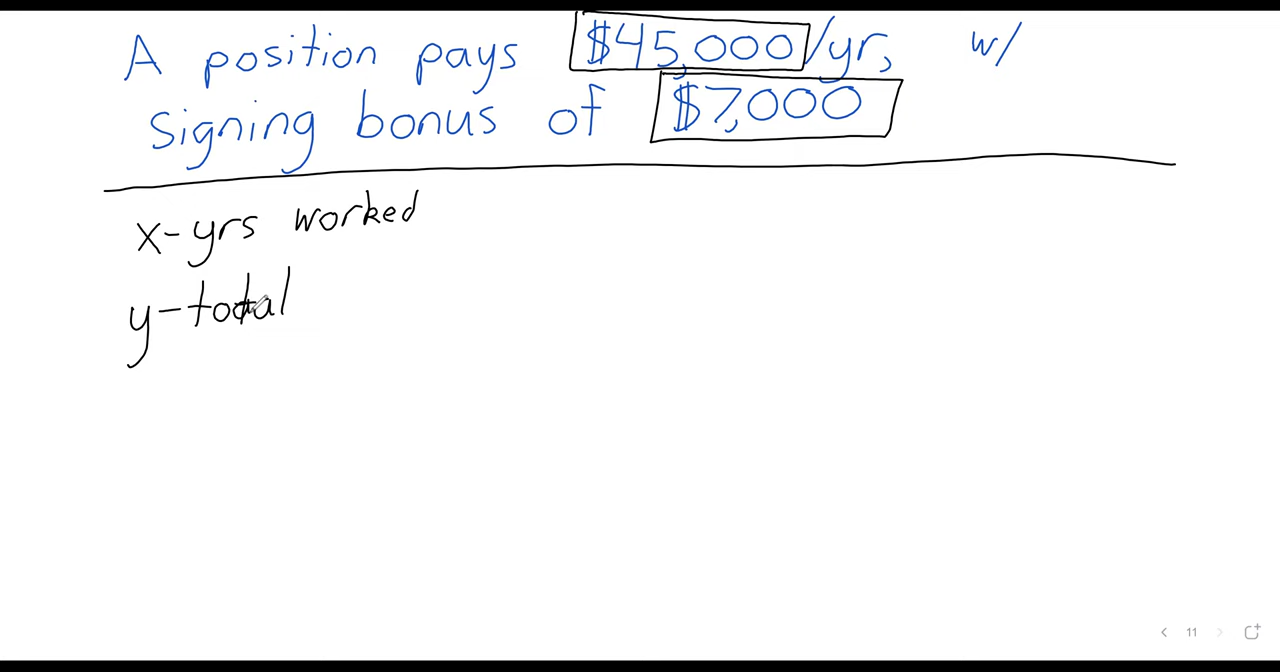 A position pays $45,000/yr, w/
signing bonus of $7,000
x-yrs worked
y-total
11